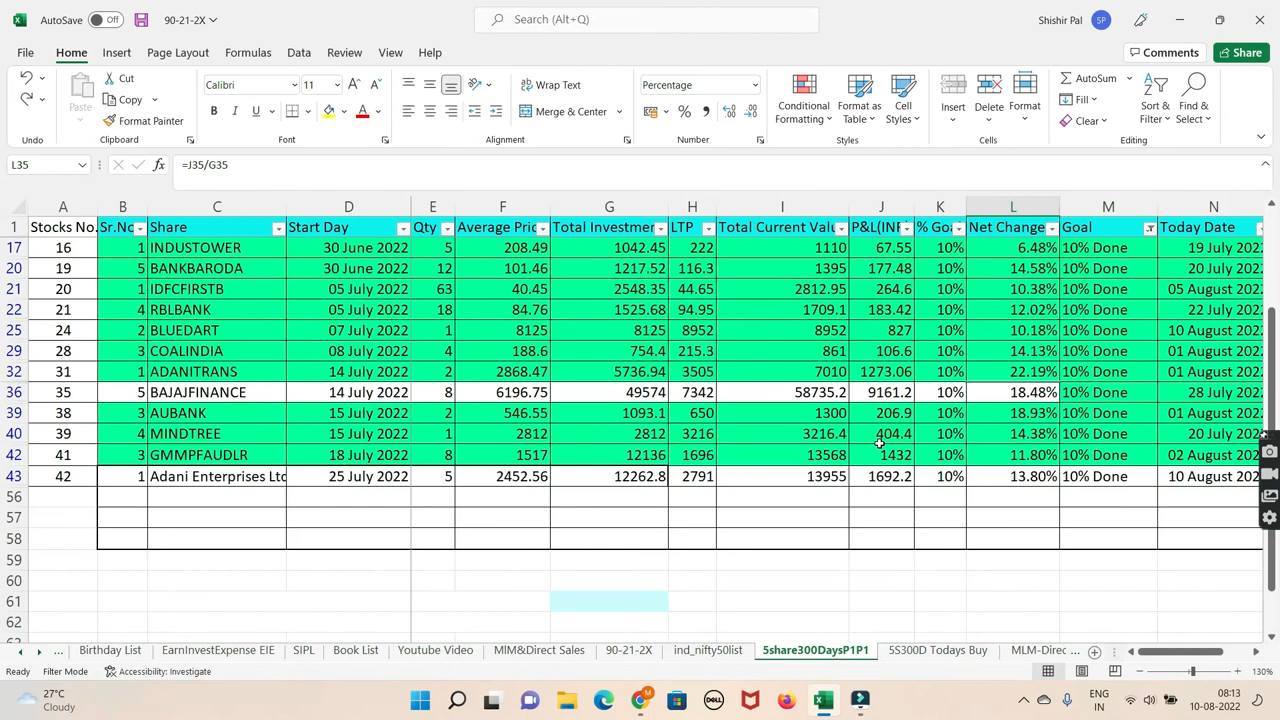 AutoSave Off 90-21-2X Search (Alt+Q) Shishir Pal SP
File Home Insert Page Layout Formulas Data Review View Help Comments Share
Undo
Paste Cut Copy Format Painter
Clipboard
Calibri 11 A A
B I U A
Font
Wrap Text
Merge & Center
Alignment
Percentage
%
Number
Conditional Formatting
Format as Table
Cell Styles
Styles
Insert Delete Format
Cells
AutoSum
Fill
Clear
Sort & Filter
Find & Select
Editing
L35 fx =J35/G35
A B C D E F G H I J K L M N
1 Stocks No. Sr.No Share Start Day Qty Average Pric Total Investmer LTP Total Current Valu P&L(INF % Goa Net Change Goal Today Date
17 16 1 INDUSTOWER 30 June 2022 5 208.49 1042.45 222 1110 67.55 10% 6.48% 10% Done 19 July 202
20 19 5 BANKBARODA 30 June 2022 12 101.46 1217.52 116.3 1395 177.48 10% 14.58% 10% Done 20 July 202
21 20 1 IDFCFIRSTB 05 July 2022 63 40.45 2548.35 44.65 2812.95 264.6 10% 10.38% 10% Done 05 August 202
22 21 4 RBLBANK 05 July 2022 18 84.76 1525.68 94.95 1709.1 183.42 10% 12.02% 10% Done 22 July 202
25 24 2 BLUEDART 07 July 2022 1 8125 8125 8952 8952 827 10% 10.18% 10% Done 10 August 202
29 28 3 COALINDIA 08 July 2022 4 188.6 754.4 215.3 861 106.6 10% 14.13% 10% Done 01 August 202
32 31 1 ADANITRANS 14 July 2022 2 2868.47 5736.94 3505 7010 1273.06 10% 22.19% 10% Done 01 August 202
36 35 5 BAJAJFINANCE 14 July 2022 8 6196.75 49574 7342 58735.2 9161.2 10% 18.48% 10% Done 28 July 202
39 38 3 AUBANK 15 July 2022 2 546.55 1093.1 650 1300 206.9 10% 18.93% 10% Done 01 August 202
40 39 4 MINDTREE 15 July 2022 1 2812 2812 3216 3216.4 404.4 10% 14.38% 10% Done 20 July 202
42 41 3 GMMPFAUDLR 18 July 2022 8 1517 12136 1696 13568 1432 10% 11.80% 10% Done 02 August 202
43 42 1 Adani Enterprises Ltd 25 July 2022 5 2452.56 12262.8 2791 13955 1692.2 10% 13.80% 10% Done 10 August 202
56
57
58
59
60
61
62
... Birthday List EarnInvestExpense EIE SIPL Book List Youtube Video MIM&Direct Sales 90-21-2X ind_nifty50list 5share300DaysP1P1 5S300D Todays Buy MLM-Direc ...
Ready Filter Mode Accessibility: Investigate 130%
27°C
Cloudy
DELL
ENG
IN
08:13
10-08-2022